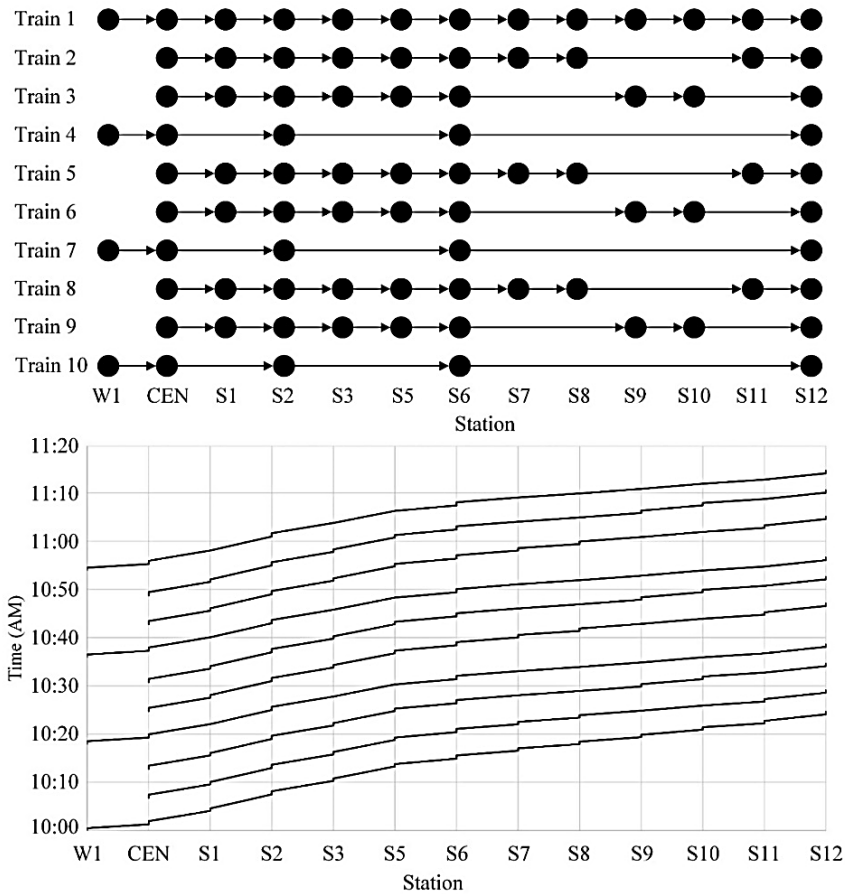 Train 1
Train 2
Train 3
Train 4
Train 5
Train 6
Train 7
Train 8
Train 9
Train 10
W1 CEN S1 S2 S3 S5 S6 S7 S8 S9 S10 S11 S12
Station
Time (AM)
11:20
11:10
11:00
10:50
10:40
10:30
10:20
10:10
10:00
W1 CEN S1 S2 S3 S5 S6 S7 S8 S9 S10 S11 S12
Station